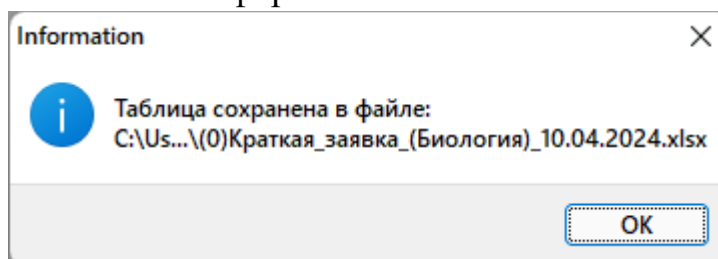 Information
Таблица сохранена в файле:
C:\Us...\(0)Краткая_заявка_(Биология)_10.04.2024.xlsx
OK